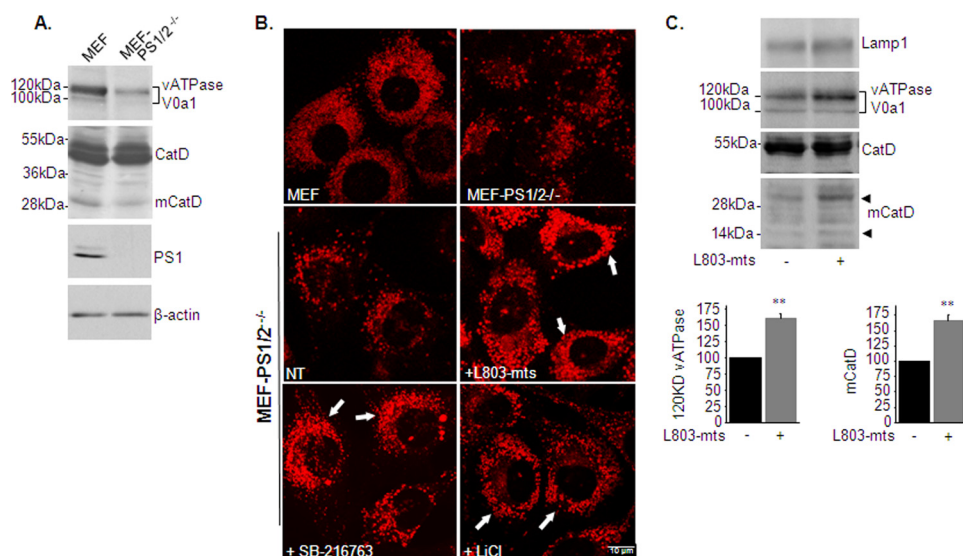 A.
MEF
MEF-
PS1/2-/-
120kDa
100kDa
vATPase
V0a1
55kDa
36kDa
28kDa
CatD
mCatD
PS1
β-actin
B.
MEF
MEF-PS1/2-/-
MEF-PS1/2-/-
NT
+L803-mts
+ SB-216763
+ LiCl
10 µm
C.
Lamp1
120kDa
100kDa
vATPase
V0a1
55kDa
CatD
28kDa
14kDa
mCatD
L803-mts - +
120KD vATPase
175
150
125
100
75
50
25
0
**
L803-mts - +
mCatD
175
150
125
100
75
50
25
0
**
L803-mts - +